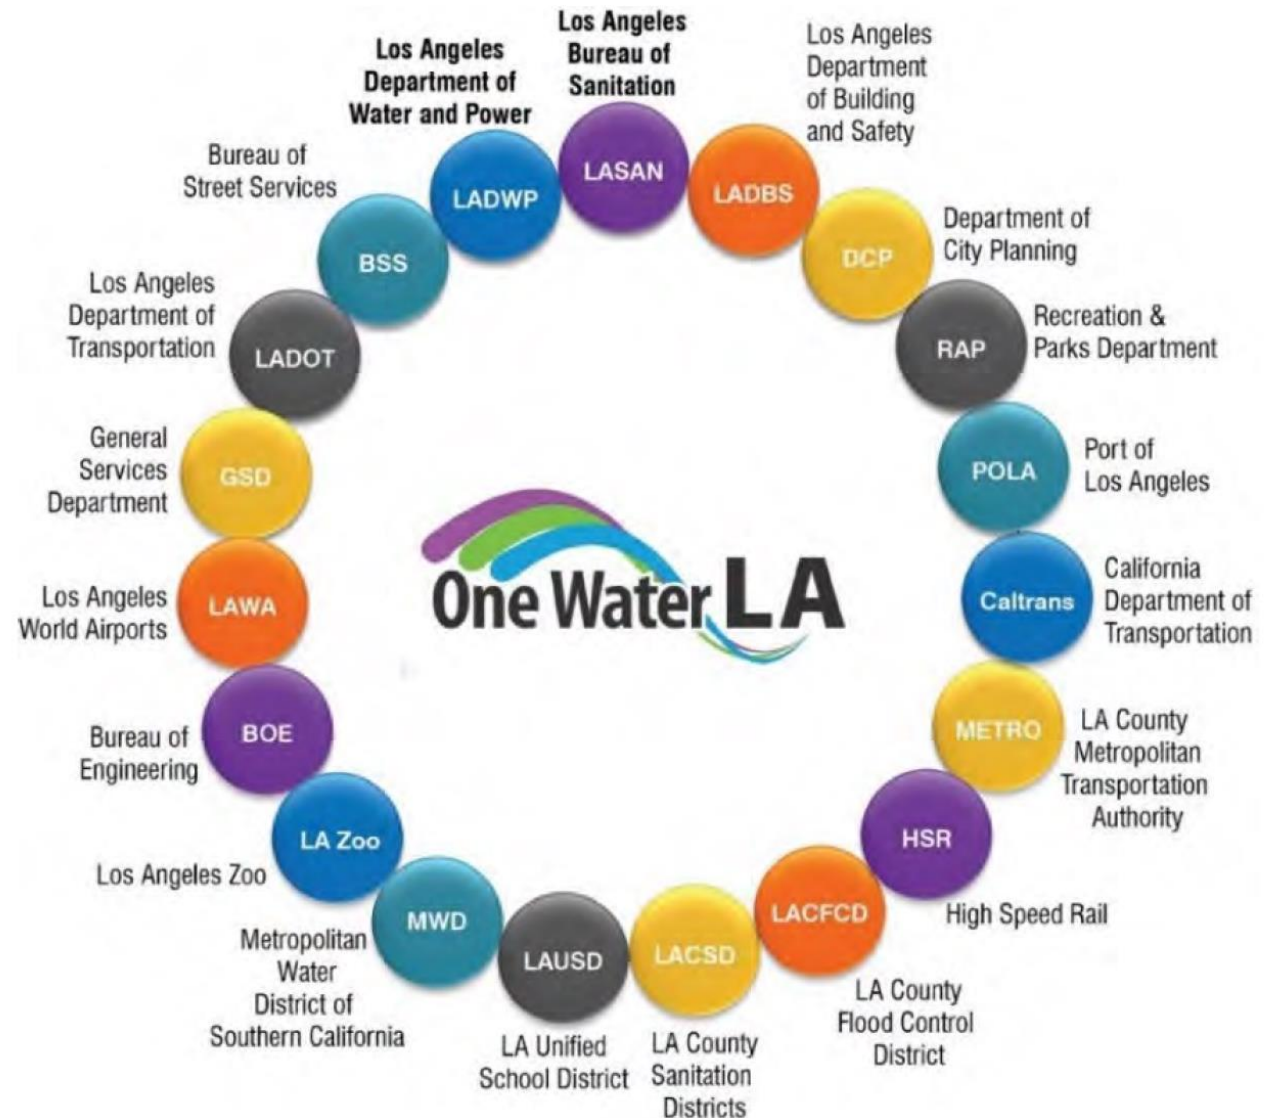 Los Angeles
Bureau of
Sanitation
LASAN
Los Angeles
Department
of Building
and Safety
LADBS
Department of
City Planning
DCP
Recreation &
Parks Department
RAP
Port of
Los Angeles
POLA
California
Department of
Transportation
Caltrans
LA County
Metropolitan
Transportation
Authority
METRO
High Speed Rail
HSR
LA County
Flood Control
District
LACFCD
LA County
Sanitation
Districts
LACSD
LA Unified
School District
LAUSD
Metropolitan
Water
District of
Southern California
MWD
Los Angeles Zoo
LA Zoo
Bureau of
Engineering
BOE
Los Angeles
World Airports
LAWA
General
Services
Department
GSD
Los Angeles
Department of
Transportation
LADOT
Bureau of
Street Services
BSS
Los Angeles
Department of
Water and Power
LADWP
One Water LA